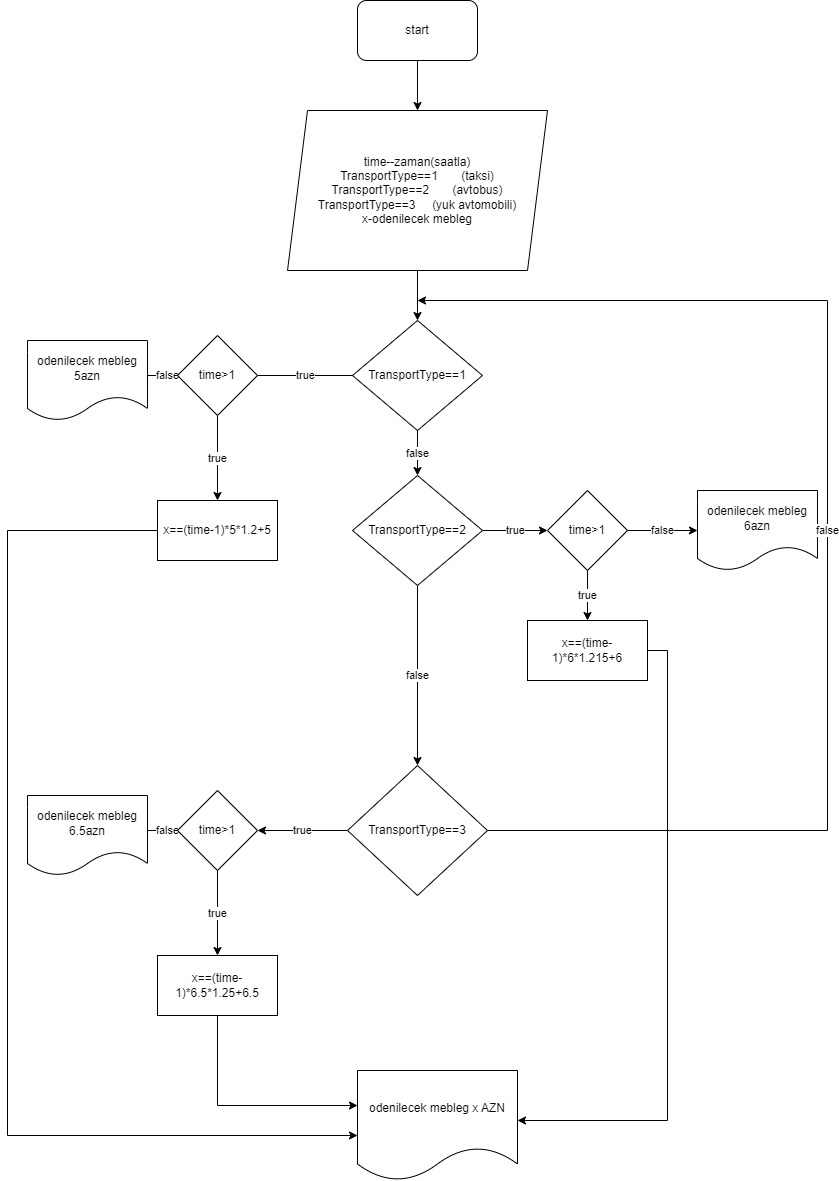 start
time--zaman(saatla)
TransportType==1 (taksi)
TransportType==2 (avtobus)
TransportType==3 (yuk avtomobili)
x-odenilecek mebleg
odenilecek mebleg
5azn
false
time>1
true
TransportType==1
true
false
x==(time-1)*5*1.2+5
TransportType==2
true
time>1
false
odenilecek mebleg
6azn
false
true
x==(time-
1)*6*1.215+6
false
odenilecek mebleg
6.5azn
false
time>1
true
TransportType==3
true
x==(time-
1)*6.5*1.25+6.5
odenilecek mebleg x AZN